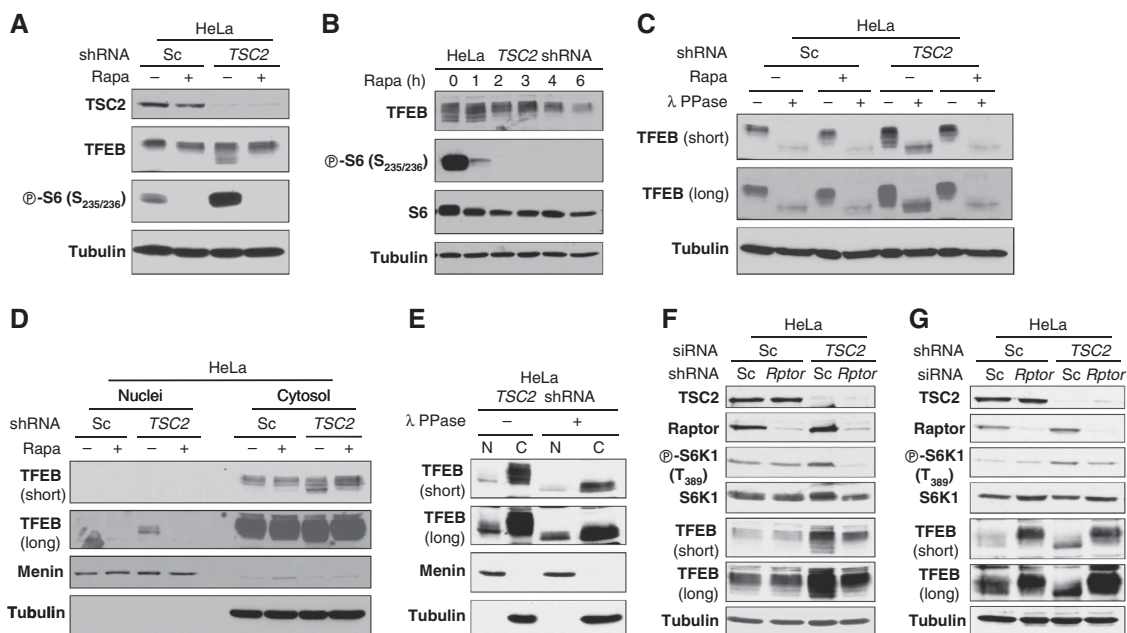 A
HeLa
shRNA Sc TSC2
Rapa – + – +
TSC2
TFEB
Ⓟ-S6 (S235/236)
Tubulin
B
HeLa TSC2 shRNA
Rapa (h) 0 1 2 3 4 6
TFEB
Ⓟ-S6 (S235/236)
S6
Tubulin
C
HeLa
shRNA Sc TSC2
Rapa – + – +
λ PPase – + – + – + – +
TFEB (short)
TFEB (long)
Tubulin
D
HeLa
Nuclei Cytosol
shRNA Sc TSC2 Sc TSC2
Rapa – + – + – + – +
TFEB
(short)
TFEB
(long)
Menin
Tubulin
E
HeLa
TSC2 shRNA
λ PPase – +
N C N C
TFEB
(short)
TFEB
(long)
Menin
Tubulin
F
HeLa
siRNA Sc TSC2
shRNA Sc Rptor Sc Rptor
TSC2
Raptor
Ⓟ-S6K1
(T389)
S6K1
TFEB
(short)
TFEB
(long)
Tubulin
G
HeLa
shRNA Sc TSC2
siRNA Sc Rptor Sc Rptor
TSC2
Raptor
Ⓟ-S6K1
(T389)
S6K1
TFEB
(short)
TFEB
(long)
Tubulin